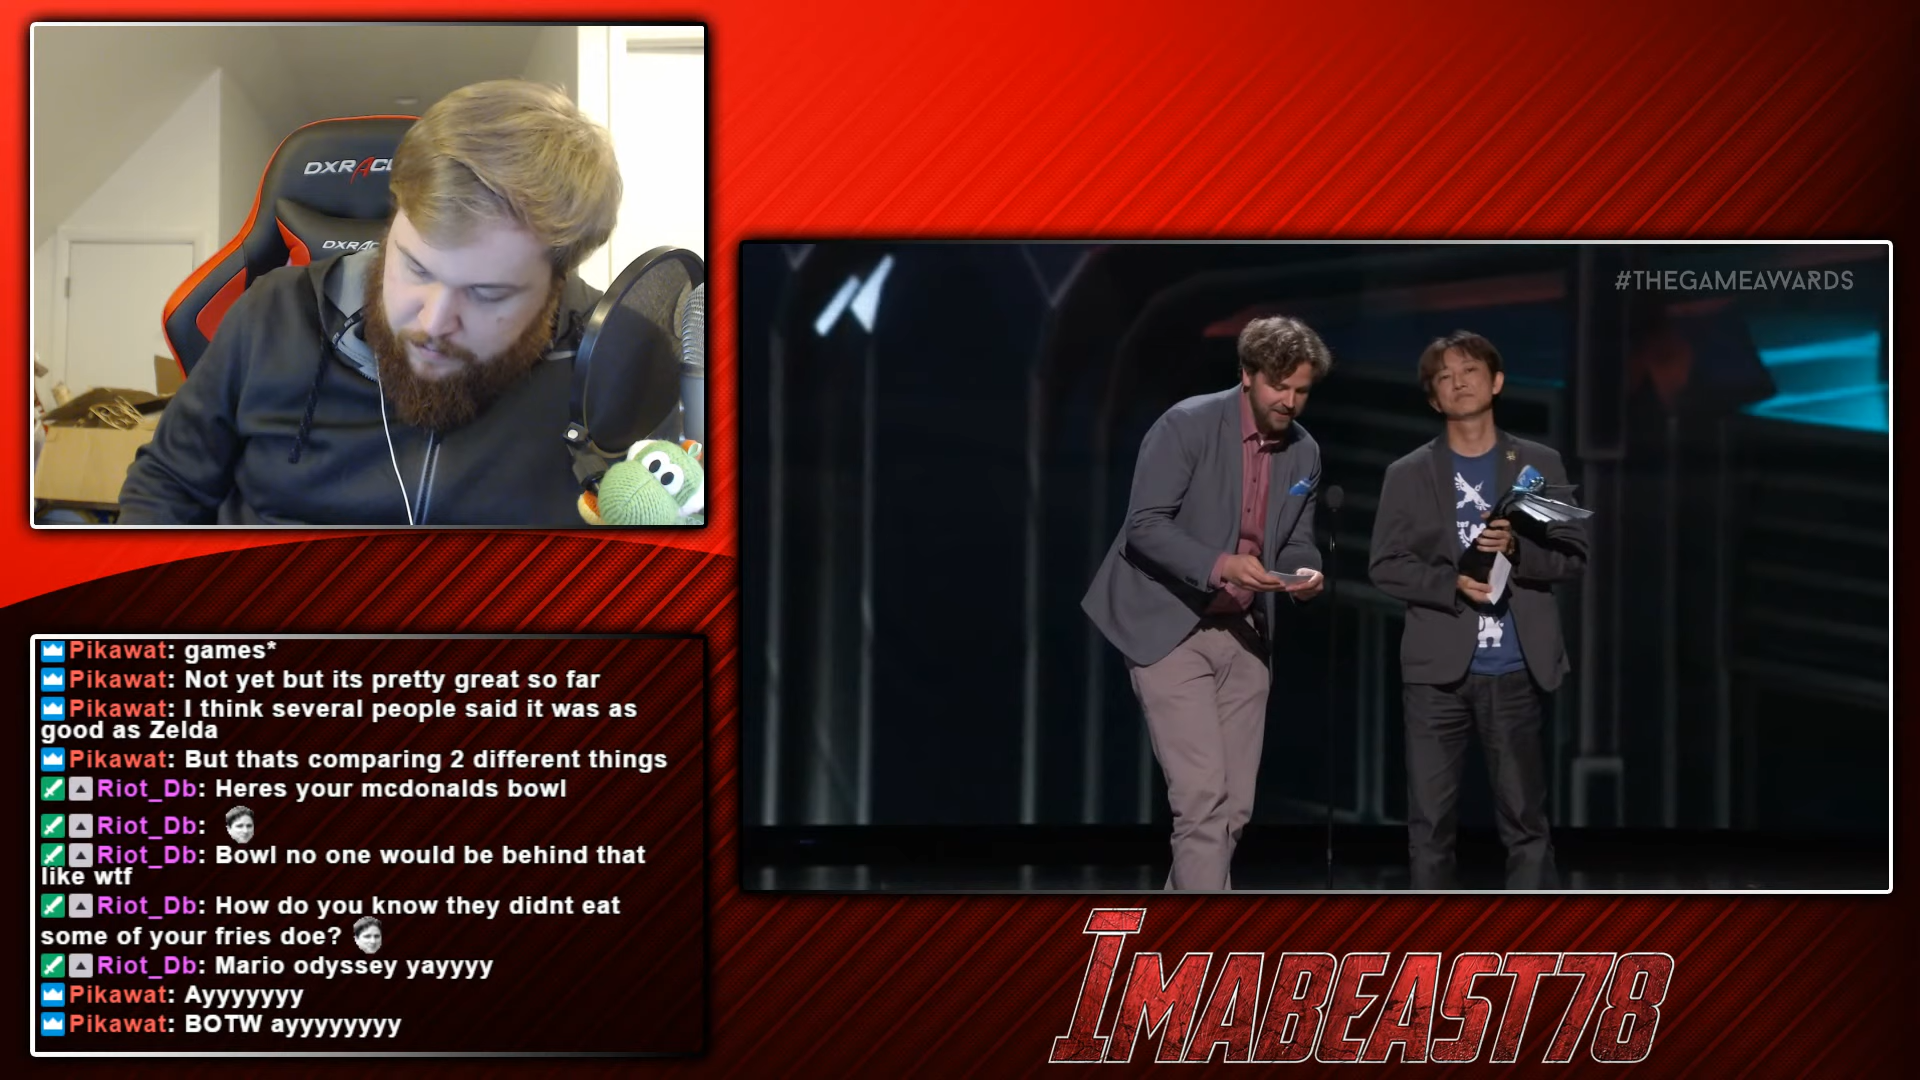 DXRAC
DXRAC
#THEGAMEAWARDS
Pikawat: games*
Pikawat: Not yet but its pretty great so far
Pikawat: I think several people said it was as
good as Zelda
Pikawat: But thats comparing 2 different things
Riot_Db: Heres your mcdonalds bowl
Riot_Db:
Riot_Db: Bowl no one would be behind that
like wtf
Riot_Db: How do you know they didnt eat
some of your fries doe?
Riot_Db: Mario odyssey yayyyy
Pikawat: Ayyyyyyy
Pikawat: BOTW ayyyyyyyy
IMABEAST78